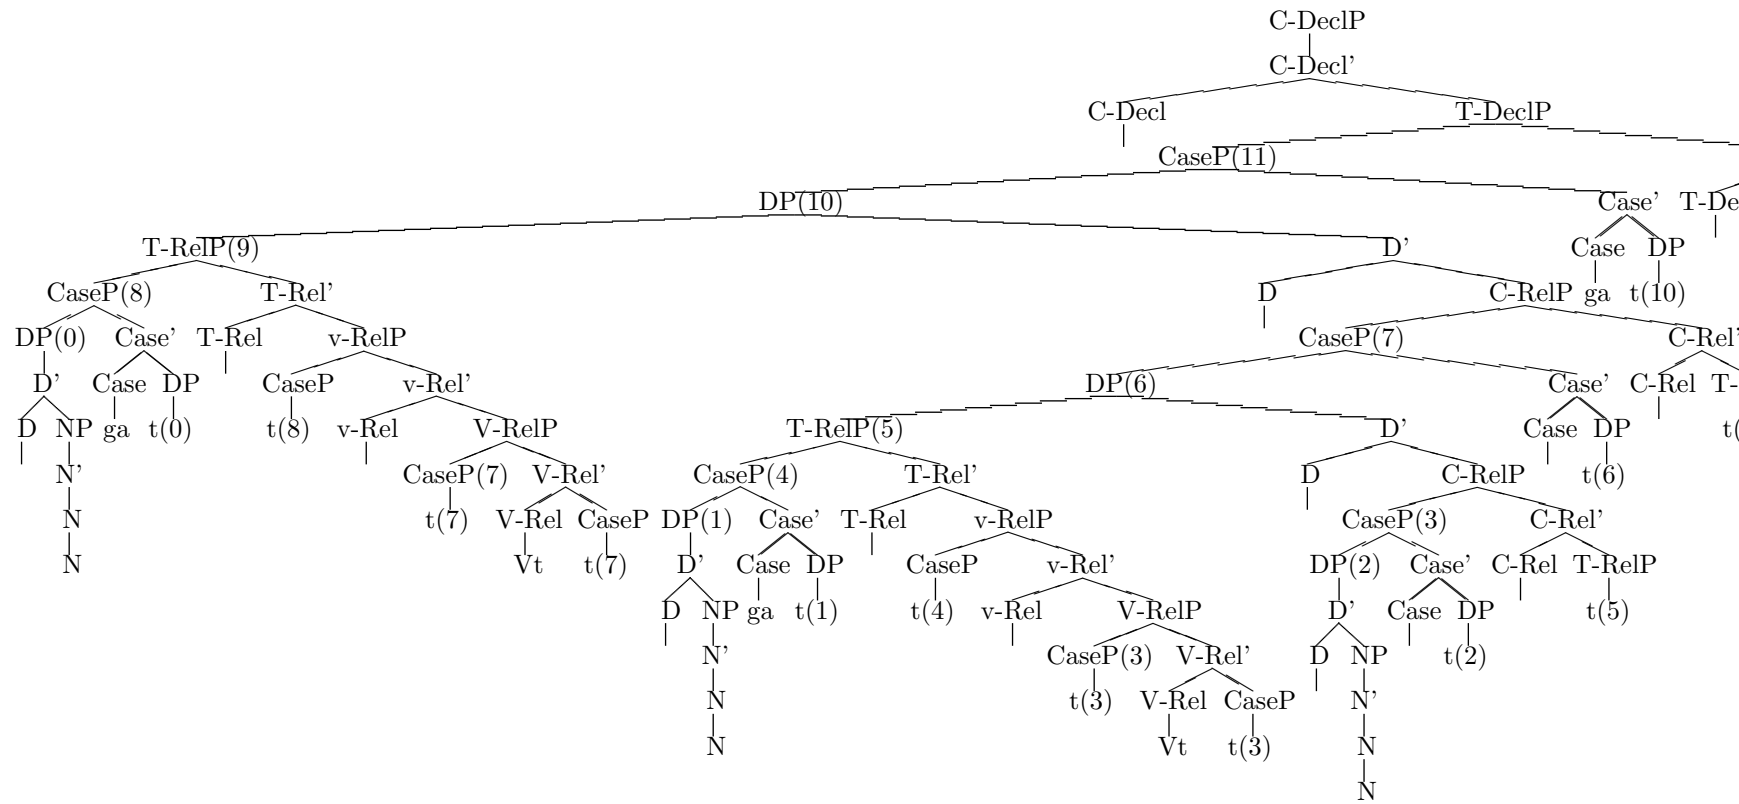 C-DeclP
C-Decl'
C-Decl T-DeclP
CaseP(11)
DP(10) Case' T-De
T-RelP(9) D' Case DP
CaseP(8) T-Rel' D C-RelP ga t(10)
DP(0) Case' T-Rel v-RelP CaseP(7) C-Rel'
D' Case DP CaseP v-Rel' DP(6) Case' C-Rel T-
D NP ga t(0) t(8) v-Rel V-RelP T-RelP(5) D' Case DP t(
N' CaseP(7) V-Rel' CaseP(4) T-Rel' D C-RelP t(6)
N t(7) V-Rel CaseP DP(1) Case' T-Rel v-RelP CaseP(3) C-Rel'
N Vt t(7) D' Case DP CaseP v-Rel' DP(2) Case' C-Rel T-RelP
D NP ga t(1) t(4) v-Rel V-RelP D' Case DP t(5)
N' CaseP(3) V-Rel' D NP t(2)
N t(3) V-Rel CaseP N'
N Vt t(3) N
N